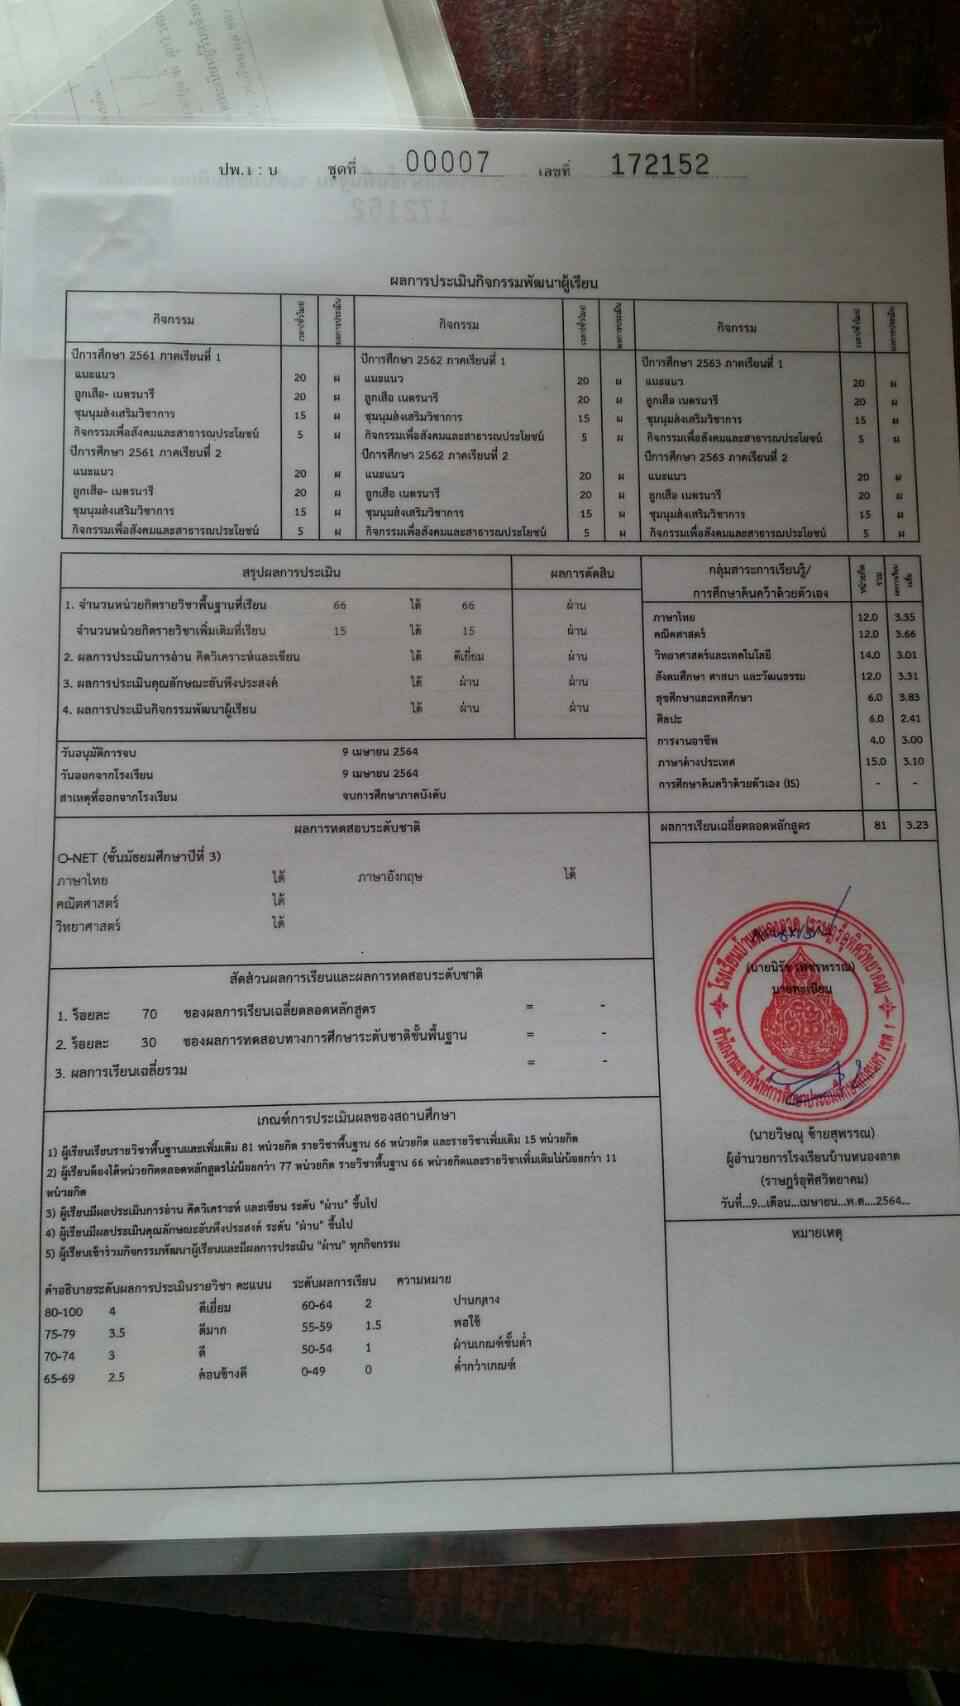 ปพ.1 : บ ชุดที่ 00007 เลขที่ 172152
ผลการประเมินกิจกรรมพัฒนาผู้เรียน
กิจกรรม เวลา(ชั่วโมง) ผลการประเมิน กิจกรรม เวลา(ชั่วโมง) ผลการประเมิน กิจกรรม เวลา(ชั่วโมง) ผลการประเมิน
ปีการศึกษา 2561 ภาคเรียนที่ 1 ปีการศึกษา 2562 ภาคเรียนที่ 1 ปีการศึกษา 2563 ภาคเรียนที่ 1
แนะแนว 20 ผ แนะแนว 20 ผ แนะแนว 20 ผ
ลูกเสือ- เนตรนารี 20 ผ ลูกเสือ เนตรนารี 20 ผ ลูกเสือ เนตรนารี 20 ผ
ชุมนุมส่งเสริมวิชาการ 15 ผ ชุมนุมส่งเสริมวิชาการ 15 ผ ชุมนุมส่งเสริมวิชาการ 15 ผ
กิจกรรมเพื่อสังคมและสาธารณประโยชน์ 5 ผ กิจกรรมเพื่อสังคมและสาธารณประโยชน์ 5 ผ กิจกรรมเพื่อสังคมและสาธารณประโยชน์ 5 ผ
ปีการศึกษา 2561 ภาคเรียนที่ 2 ปีการศึกษา 2562 ภาคเรียนที่ 2 ปีการศึกษา 2563 ภาคเรียนที่ 2
แนะแนว 20 ผ แนะแนว 20 ผ แนะแนว 20 ผ
ลูกเสือ- เนตรนารี 20 ผ ลูกเสือ เนตรนารี 20 ผ ลูกเสือ เนตรนารี 20 ผ
ชุมนุมส่งเสริมวิชาการ 15 ผ ชุมนุมส่งเสริมวิชาการ 15 ผ ชุมนุมส่งเสริมวิชาการ 15 ผ
กิจกรรมเพื่อสังคมและสาธารณประโยชน์ 5 ผ กิจกรรมเพื่อสังคมและสาธารณประโยชน์ 5 ผ กิจกรรมเพื่อสังคมและสาธารณประโยชน์ 5 ผ
สรุปผลการประเมิน ผลการตัดสิน
1. จำนวนหน่วยกิตรายวิชาพื้นฐานที่เรียน 66 ได้ 66 ผ่าน
จำนวนหน่วยกิตรายวิชาเพิ่มเติมที่เรียน 15 ได้ 15 ผ่าน
2. ผลการประเมินการอ่าน คิดวิเคราะห์และเขียน ได้ ดีเยี่ยม ผ่าน
3. ผลการประเมินคุณลักษณะอันพึงประสงค์ ได้ ผ่าน ผ่าน
4. ผลการประเมินกิจกรรมพัฒนาผู้เรียน ได้ ผ่าน ผ่าน
วันอนุมัติการจบ 9 เมษายน 2564
วันออกจากโรงเรียน 9 เมษายน 2564
สาเหตุที่ออกจากโรงเรียน จบการศึกษาภาคบังคับ
กลุ่มสาระการเรียนรู้/
การศึกษาค้นคว้าด้วยตัวเอง หน่วยกิตรวม
ภาษาไทย 12.0 3.35
คณิตศาสตร์ 12.0 3.66
วิทยาศาสตร์และเทคโนโลยี 14.0 3.01
สังคมศึกษา ศาสนา และวัฒนธรรม 12.0 3.31
สุขศึกษาและพลศึกษา 6.0 3.83
ศิลปะ 6.0 2.41
การงานอาชีพ 4.0 3.00
ภาษาต่างประเทศ 15.0 3.10
การศึกษาค้นคว้าด้วยตัวเอง (IS) - -
ผลการเรียนเฉลี่ยตลอดหลักสูตร 81 3.23
ผลการทดสอบระดับชาติ
O-NET (ชั้นมัธยมศึกษาปีที่ 3)
ภาษาไทย ได้ ภาษาอังกฤษ ได้
คณิตศาสตร์ ได้
วิทยาศาสตร์ ได้
สัดส่วนผลการเรียนและผลการทดสอบระดับชาติ
1. ร้อยละ 70 ของผลการเรียนเฉลี่ยตลอดหลักสูตร = -
2. ร้อยละ 30 ของผลการทดสอบทางการศึกษาระดับชาติขั้นพื้นฐาน = -
3. ผลการเรียนเฉลี่ยรวม = -
นายทะเบียน
(นายวิษณุ ซ้ายสุพรรณ)
ผู้อำนวยการโรงเรียนบ้านหนองลาด
(ราษฎร์อุทิศวิทยาคม)
วันที่...9...เดือน...เมษายน...พ.ศ....2564...
หมายเหตุ
เกณฑ์การประเมินผลของสถานศึกษา
1) ผู้เรียนเรียนรายวิชาพื้นฐานและเพิ่มเติม 81 หน่วยกิต รายวิชาพื้นฐาน 66 หน่วยกิต และรายวิชาเพิ่มเติม 15 หน่วยกิต
2) ผู้เรียนต้องได้หน่วยกิตตลอดหลักสูตรไม่น้อยกว่า 77 หน่วยกิต รายวิชาพื้นฐาน 66 หน่วยกิตและรายวิชาเพิ่มเติมไม่น้อยกว่า 11
หน่วยกิต
3) ผู้เรียนมีผลประเมินการอ่าน คิดวิเคราะห์ และเขียน ระดับ "ผ่าน" ขึ้นไป
4) ผู้เรียนมีผลประเมินคุณลักษณะอันพึงประสงค์ ระดับ "ผ่าน" ขึ้นไป
5) ผู้เรียนเข้าร่วมกิจกรรมพัฒนาผู้เรียนและมีผลการประเมิน "ผ่าน" ทุกกิจกรรม
คำอธิบายระดับผลการประเมินรายวิชา คะแนน ระดับผลการเรียน ความหมาย
80-100 4 ดีเยี่ยม 60-64 2 ปานกลาง
75-79 3.5 ดีมาก 55-59 1.5 พอใช้
70-74 3 ดี 50-54 1 ผ่านเกณฑ์ขั้นต่ำ
65-69 2.5 ค่อนข้างดี 0-49 0 ต่ำกว่าเกณฑ์